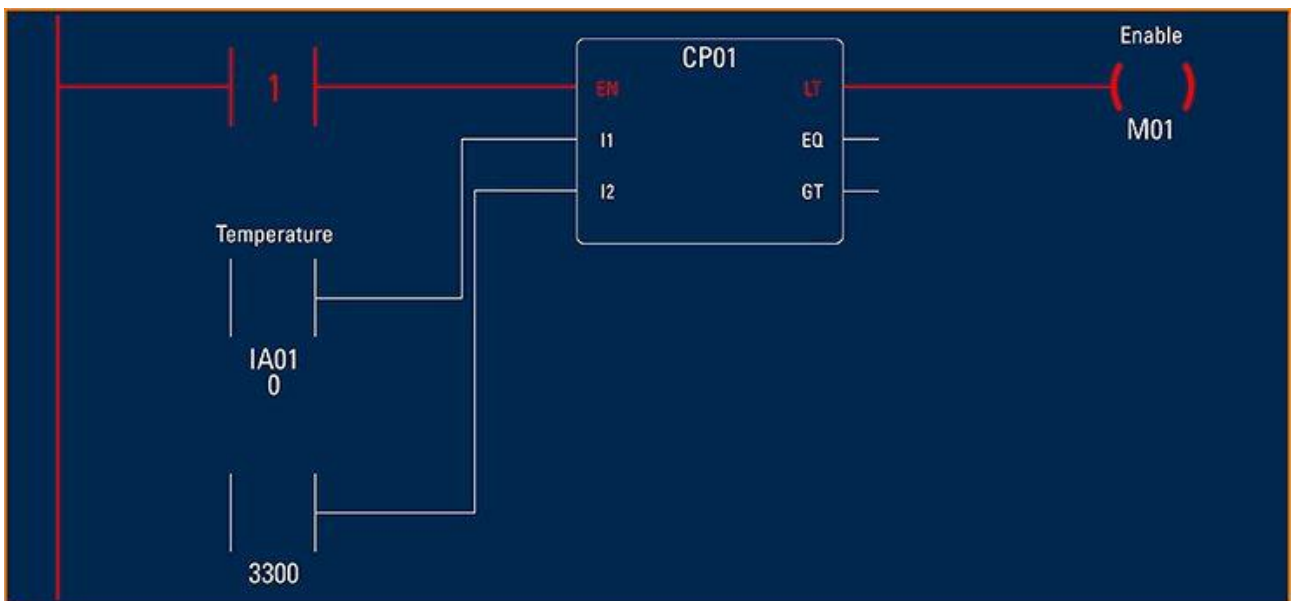 Enable
CP01
1
EN
LT
M01
I1
EQ
I2
GT
Temperature
IA01
0
3300